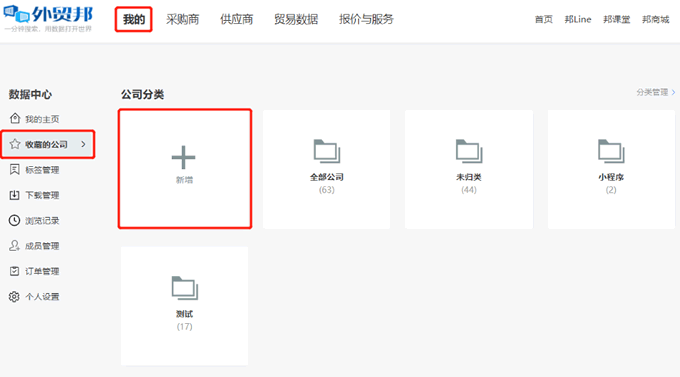 外贸邦
一分钟搜索，用数据打开世界
我的 采购商 供应商 贸易数据 报价与服务
首页 邦Line 邦课堂 邦商城
数据中心
我的主页
收藏的公司
标签管理
下载管理
浏览记录
成员管理
订单管理
个人设置
公司分类
分类管理
新增
全部公司
(63)
未归类
(44)
小程序
(2)
测试
(17)